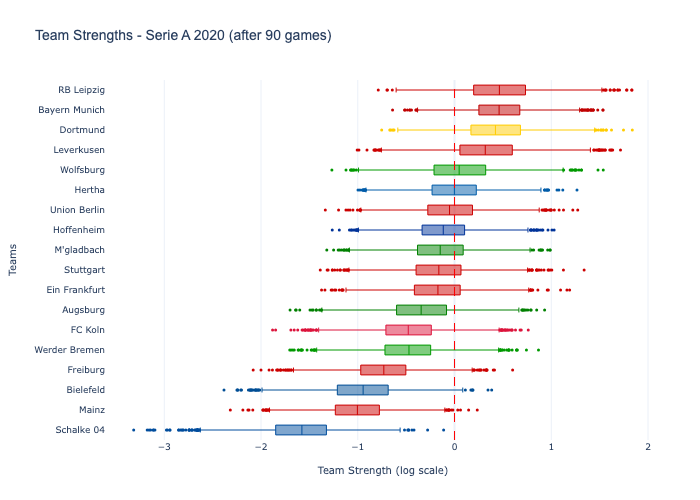 Team Strengths - Serie A 2020 (after 90 games)
RB Leipzig
Bayern Munich
Dortmund
Leverkusen
Wolfsburg
Hertha
Union Berlin
Hoffenheim
M'gladbach
Stuttgart
Ein Frankfurt
Augsburg
FC Koln
Werder Bremen
Freiburg
Bielefeld
Mainz
Schalke 04
Teams
−3 −2 −1 0 1 2
Team Strength (log scale)